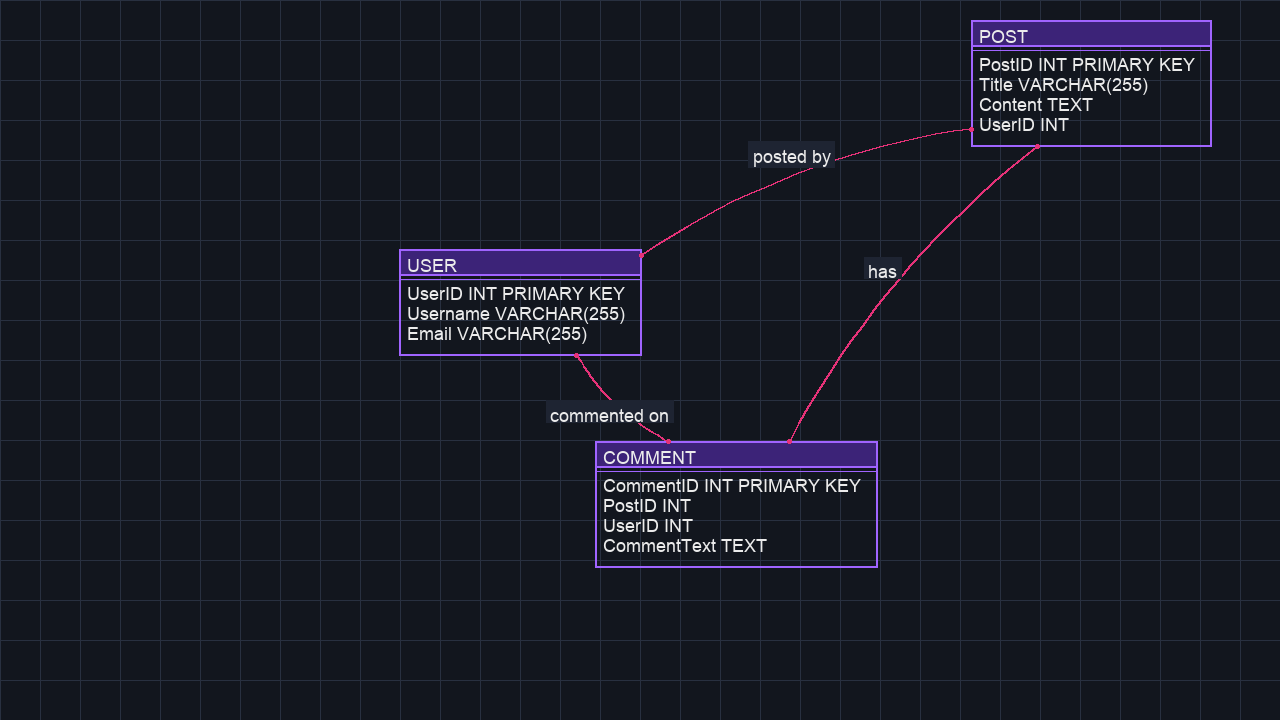 POST
PostID INT PRIMARY KEY
Title VARCHAR(255)
Content TEXT
UserID INT
posted by
USER
UserID INT PRIMARY KEY
Username VARCHAR(255)
Email VARCHAR(255)
has
commented on
COMMENT
CommentID INT PRIMARY KEY
PostID INT
UserID INT
CommentText TEXT